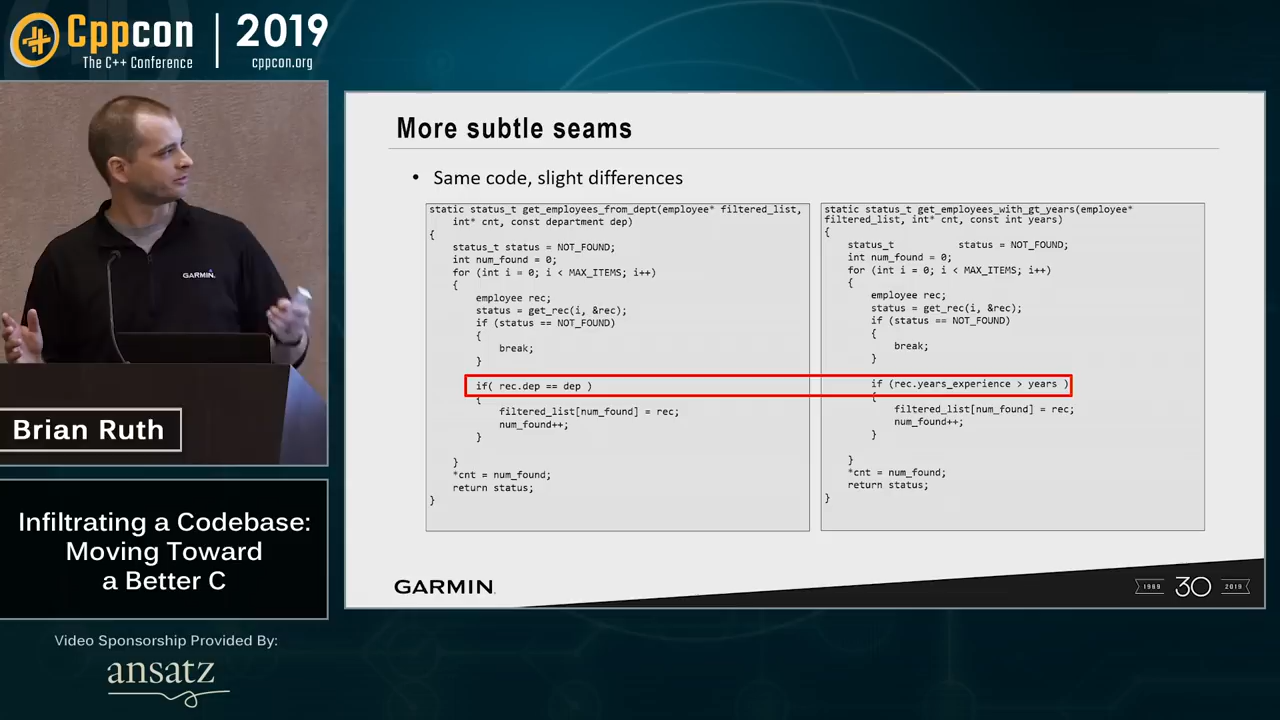 Cppcon
The C++ Conference
2019
cppcon.org
GARMIN
Brian Ruth
Infiltrating a Codebase:
Moving Toward
a Better C
Video Sponsorship Provided By:
ansatz
More subtle seams
• Same code, slight differences
static status_t get_employees_from_dept(employee* filtered_list,
int* cnt, const department dep)
{
status_t status = NOT_FOUND;
int num_found = 0;
for (int i = 0; i < MAX_ITEMS; i++)
{
employee rec;
status = get_rec(i, &rec);
if (status == NOT_FOUND)
{
break;
}
if( rec.dep == dep )
{
filtered_list[num_found] = rec;
num_found++;
}
}
*cnt = num_found;
return status;
}
static status_t get_employees_with_gt_years(employee*
filtered_list, int* cnt, const int years)
{
status_t status = NOT_FOUND;
int num_found = 0;
for (int i = 0; i < MAX_ITEMS; i++)
{
employee rec;
status = get_rec(i, &rec);
if (status == NOT_FOUND)
{
break;
}
if (rec.years_experience > years )
{
filtered_list[num_found] = rec;
num_found++;
}
}
*cnt = num_found;
return status;
}
GARMIN
1989 30 2019